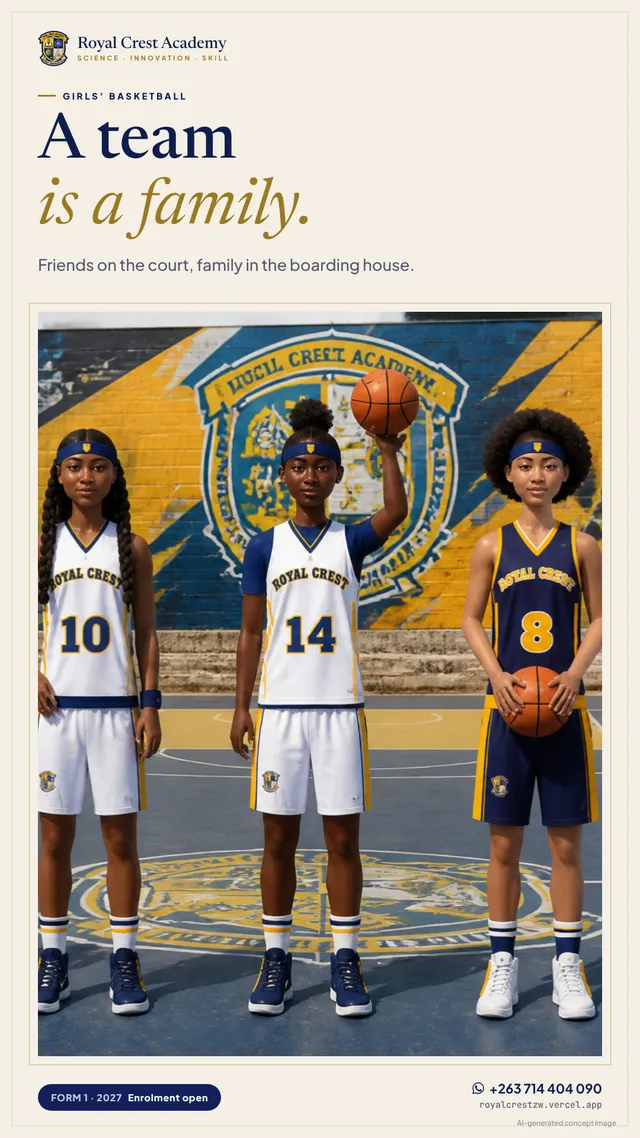 Royal Crest Academy
SCIENCE · INNOVATION · SKILL
GIRLS' BASKETBALL
A team
is a family.
Friends on the court, family in the boarding house.
CREST ACADEMY
ROYAL CREST
10
ROYAL CREST
14
ROYAL CREST
8
FORM 1 · 2027 Enrolment open
+263 714 404 090
royalcrestzw.vercel.app
AI-generated concept image